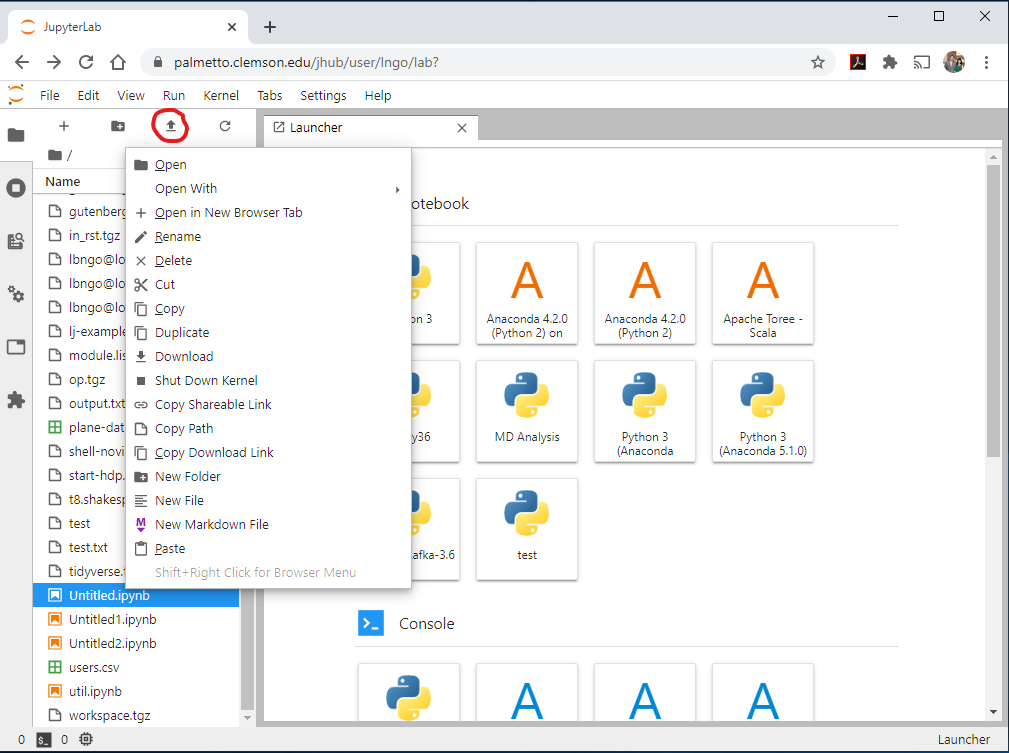 JupyterLab
palmetto.clemson.edu/jhub/user/lngo/lab?
File Edit View Run Kernel Tabs Settings Help
Launcher
/
Name
gutenberg
in_rst.tgz
lbngo@lo
lbngo@lo
lbngo@lo
lj-example
module.lis
op.tgz
output.txt
plane-dat
shell-novi
start-hdp.
t8.shakesp
test
test.txt
tidyverse.t
Untitled.ipynb
Untitled1.ipynb
Untitled2.ipynb
users.csv
util.ipynb
workspace.tgz
Open
Open With
Open in New Browser Tab
Rename
Delete
Cut
Copy
Duplicate
Download
Shut Down Kernel
Copy Shareable Link
Copy Path
Copy Download Link
New Folder
New File
M New Markdown File
Paste
Shift+Right Click for Browser Menu
otebook
on 3
A
Anaconda 4.2.0
(Python 2) on
A
Anaconda 4.2.0
(Python 2)
A
Apache Toree -
Scala
y36
MD Analysis
Python 3
(Anaconda
Python 3
(Anaconda 5.1.0)
afka-3.6
test
>_ Console
A
A
A
0 $_ 0
Launcher